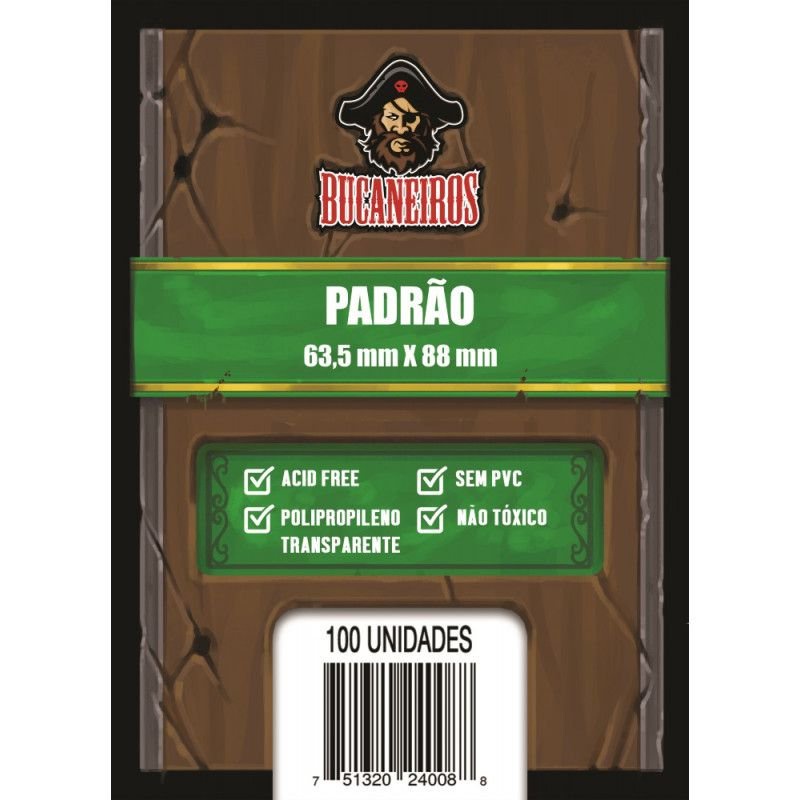 BUCANEIROS
PADRÃO
63,5 mm X 88 mm
ACID FREE
SEM PVC
POLIPROPILENO
TRANSPARENTE
NÃO TÓXICO
100 UNIDADES
7 51320 24008 8